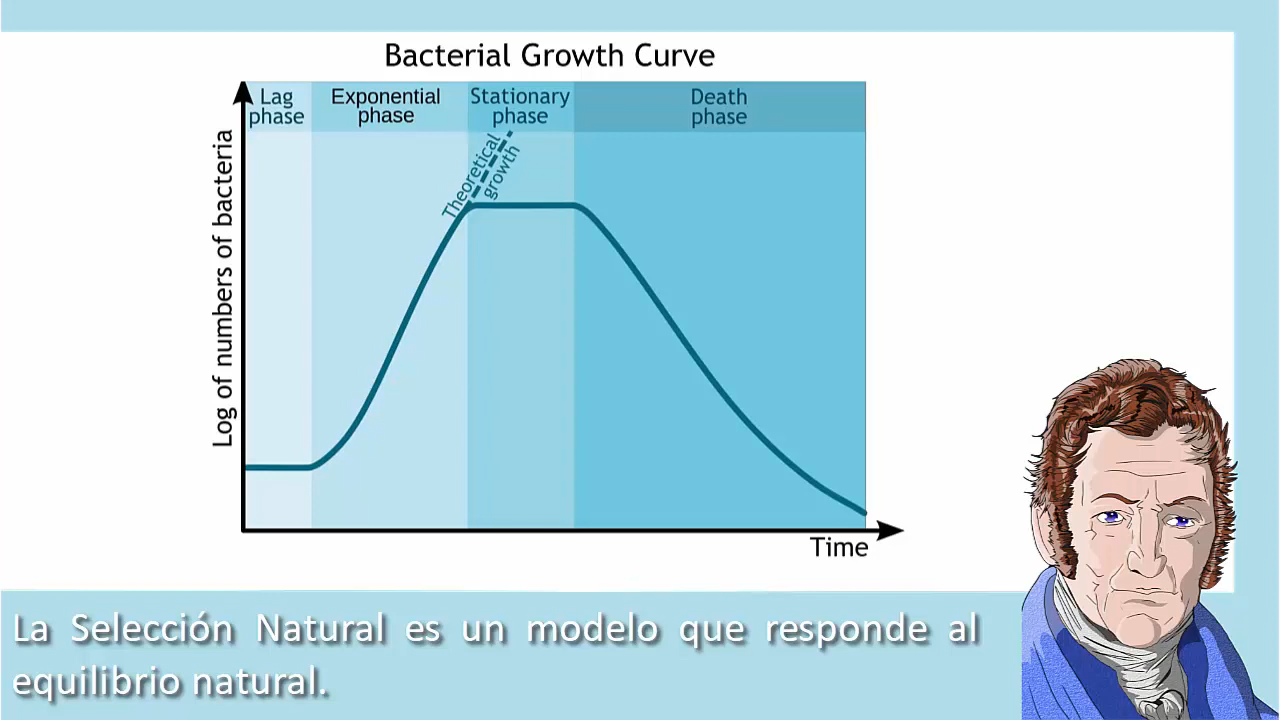 Bacterial Growth Curve
Lag
phase
Exponential
phase
Stationary
phase
Death
phase
Theoretical
growth
Log of numbers of bacteria
Time
La Selección Natural es un modelo que responde al
equilibrio natural.